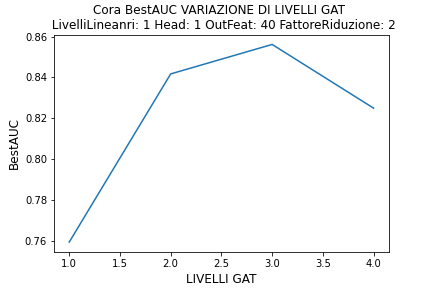 Cora BestAUC VARIAZIONE DI LIVELLI GAT
LivelliLineanri: 1 Head: 1 OutFeat: 40 FattoreRiduzione: 2
0.86
0.84
0.82
0.80
0.78
0.76
BestAUC
1.0 1.5 2.0 2.5 3.0 3.5 4.0
LIVELLI GAT